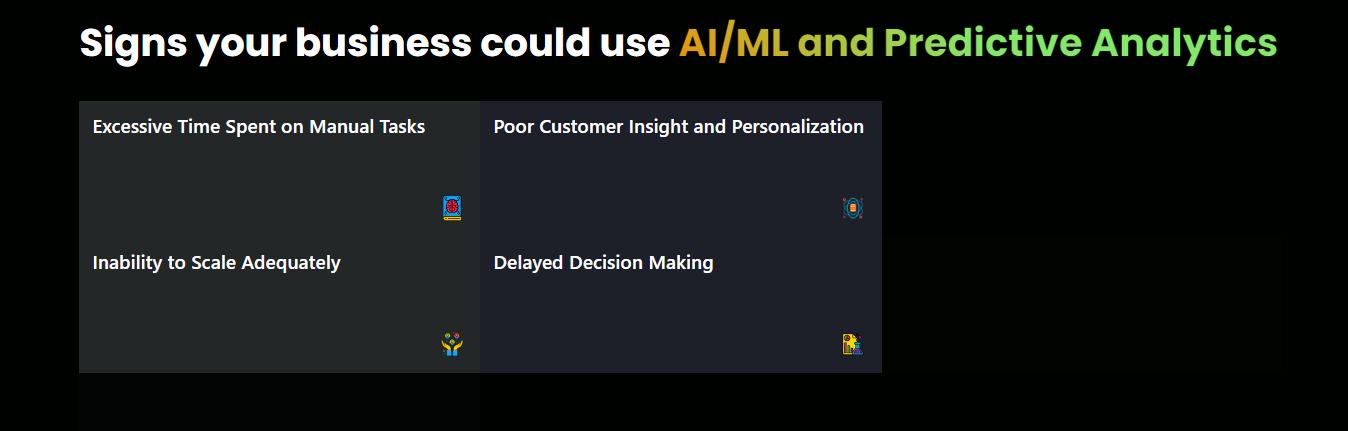 Signs your business could use AI/ML and Predictive Analytics
Excessive Time Spent on Manual Tasks
Poor Customer Insight and Personalization
Inability to Scale Adequately
Delayed Decision Making